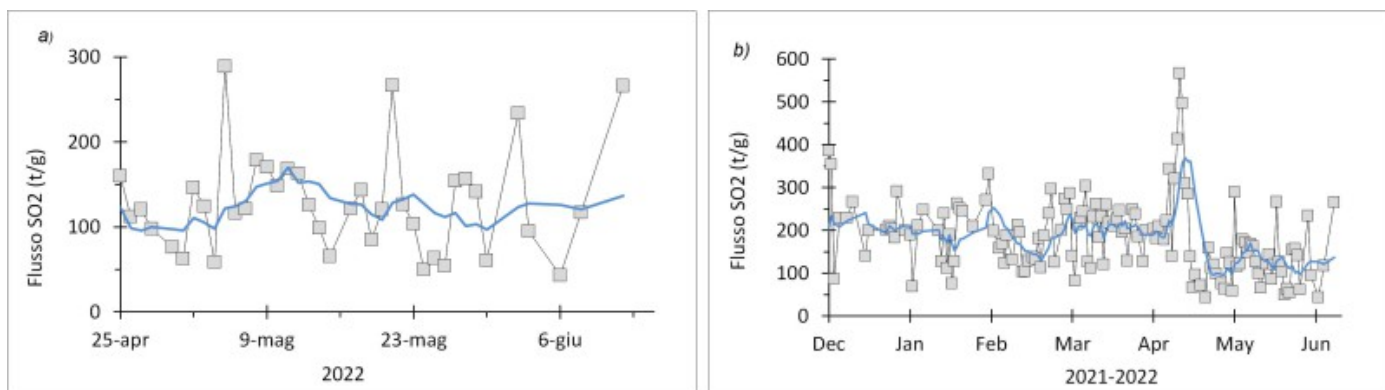 a)
Flusso SO2 (t/g)
300
200
100
0
25-apr 9-mag 23-mag 6-giu
2022
b)
Flusso SO2 (t/g)
600
500
400
300
200
100
0
Dec Jan Feb Mar Apr May Jun
2021-2022